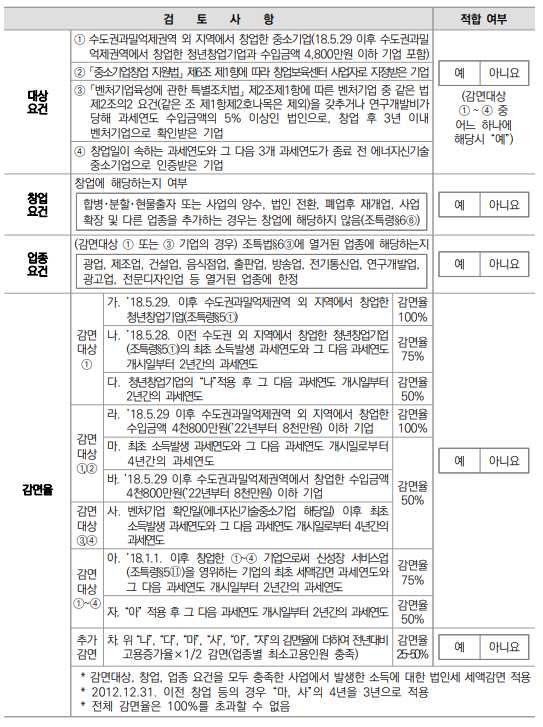 검 토 사 항 적합 여부
대상 요건
① 수도권과밀억제권역 외 지역에서 창업한 중소기업('18.5.29 이후 수도권과밀
억제권역에서 창업한 청년창업기업과 수입금액 4,800만원 이하 기업 포함)
② 「중소기업창업 지원법」 제6조 제1항에 따라 창업보육센터 사업자로 지정받은 기업
③ 「벤처기업육성에 관한 특별조치법」 제2조제1항에 따른 벤처기업 중 같은 법
제2조의2 요건(같은 조 제1항제2호나목은 제외)을 갖추거나 연구개발비가
당해 과세연도 수입금액의 5% 이상인 법인으로, 창업 후 3년 이내
벤처기업으로 확인받은 기업
④ 창업일이 속하는 과세연도와 그 다음 3개 과세연도가 종료 전 에너지신기술
중소기업으로 인증받은 기업
예 아니요
(감면대상
①~④ 중
어느 하나에
해당시 "예")
창업 요건
창업에 해당하는지 여부
합병·분할·현물출자 또는 사업의 양수, 법인 전환, 폐업후 재개업, 사업
확장 및 다른 업종을 추가하는 경우는 창업에 해당하지 않음(조특령§6⑥)
예 아니요
업종 요건
(감면대상 ① 또는 ③ 기업의 경우) 조특법§6③에 열거된 업종에 해당하는지
광업, 제조업, 건설업, 음식점업, 출판업, 방송업, 전기통신업, 연구개발업,
광고업, 전문디자인업 등 열거된 업종에 한정
예 아니요
감면율
감면
대상
①
가. '18.5.29. 이후 수도권과밀억제권역 외 지역에서 창업한
청년창업기업(조특령§5①)
감면율
100%
나. '18.5.28. 이전 수도권 외 지역에서 창업한 청년창업기업
(조특령§5①)의 최초 소득발생 과세연도와 그 다음 과세연도
개시일부터 2년간의 과세연도
감면율
75%
다. 청년창업기업의 "나"적용 후 그 다음 과세연도 개시일부터
2년간의 과세연도
감면율
50%
감면
대상
①,②
라. '18.5.29 이후 수도권과밀억제권역 외 지역에서 창업한
수입금액 4천800만원('22년부터 8천만원) 이하 기업
감면율
100%
마. 최초 소득발생 과세연도와 그 다음 과세연도 개시일로부터
4년간의 과세연도
바. '18.5.29 이후 수도권과밀억제권역에서 창업한 수입금액
4천800만원('22년부터 8천만원) 이하 기업
감면율
50%
감면
대상
③,④
사. 벤처기업 확인일(에너지신기술중소기업 해당일) 이후 최초
소득발생 과세연도와 그 다음 과세연도 개시일로부터 4년간의
과세연도
감면
대상
①~④
아. '18.1.1. 이후 창업한 ①~④ 기업으로써 신성장 서비스업
(조특령§5⑪)을 영위하는 기업의 최초 세액감면 과세연도와
그 다음 과세연도 개시일부터 2년간의 과세연도
감면율
75%
자. "아" 적용 후 그 다음 과세연도 개시일부터 2년간의 과세연도
감면율
50%
예 아니요
추가
감면
차. 위 "나", "다", "마", "사", "아", "자"의 감면율에 더하여 전년대비
고용증가율×1/2 감면(업종별 최소고용인원 충족)
감면율
25~50%
예 아니요
* 감면대상, 창업, 업종 요건을 모두 충족한 사업에서 발생한 소득에 대한 법인세 세액감면 적용
* 2012.12.31. 이전 창업 등의 경우 "마, 사"의 4년을 3년으로 적용
* 전체 감면율은 100%를 초과할 수 없음